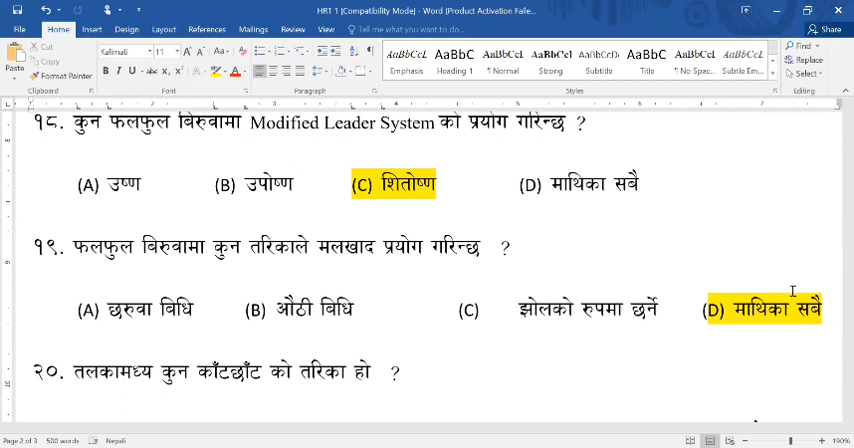 HRT 1 [Compatibility Mode] - Word (Product Activation Faile...
File Home Insert Design Layout References Mailings Review View Tell me what you want to do... Share
Paste Cut Copy Format Painter
Kalimati 11
AaBbCcL AaBbC AaBbCcL AaBbCcl AaBbCcD AaBbC AaBbCcL AaBbCcL
Emphasis Heading 1 ¶ Normal Strong Subtitle Title ¶ No Spac... Subtle Em...
Find Replace Select
Clipboard Font Paragraph Styles Editing
१८. कुन फलफुल बिरुवामा Modified Leader System को प्रयोग गरिन्छ ?
(A) उष्ण (B) उपोष्ण (C) शितोष्ण (D) माथिका सबै
१९. फलफुल बिरुवामा कुन तरिकाले मलखाद प्रयोग गरिन्छ ?
(A) छरुवा बिधि (B) औठी बिधि (C) झोलको रुपमा छर्ने (D) माथिका सबै
२०. तलकामध्य कुन काँटछाँट को तरिका हो ?
Page 2 of 3 500 words Nepali 190%